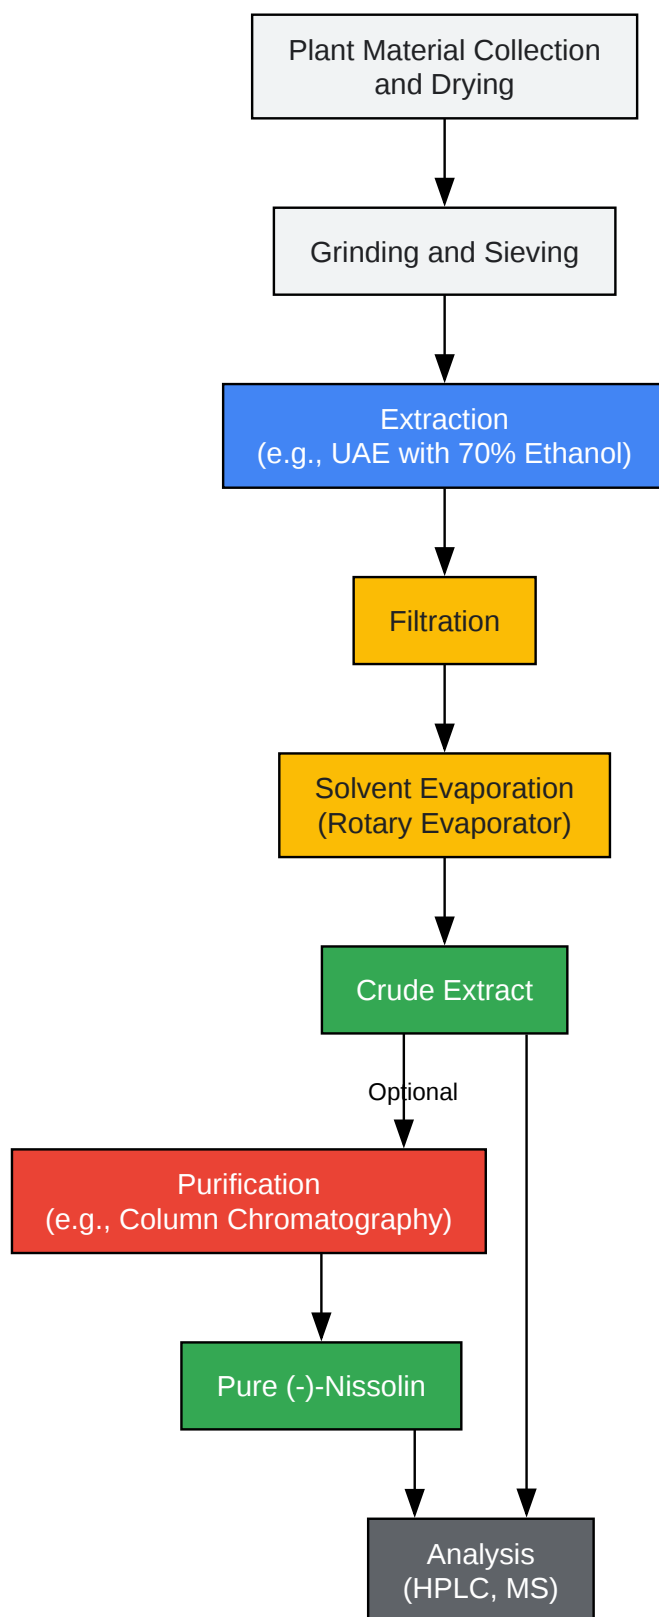 Plant Material Collection
and Drying
Grinding and Sieving
Extraction
(e.g., UAE with 70% Ethanol)
Filtration
Solvent Evaporation
(Rotary Evaporator)
Crude Extract
Optional
Purification
(e.g., Column Chromatography)
Pure (-)-Nissolin
Analysis
(HPLC, MS)